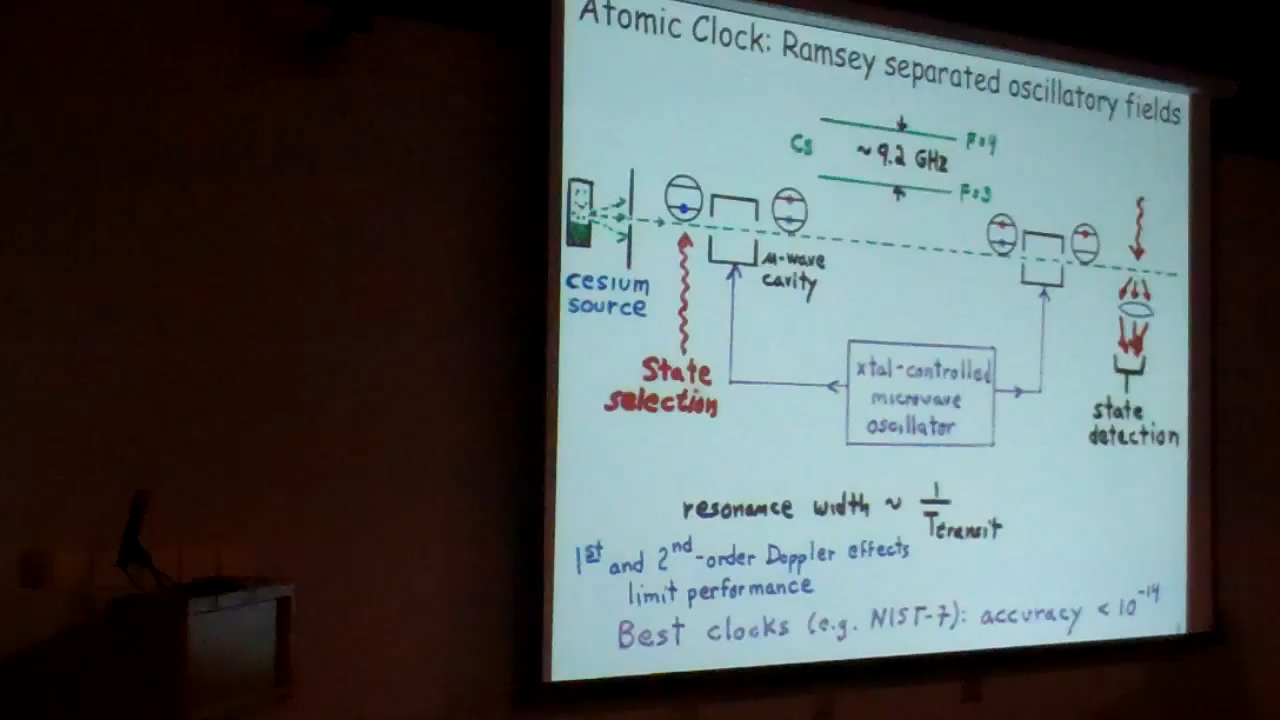 Atomic Clock: Ramsey separated oscillatory fields
Cs
F=4
~ 9.2 GHz
F=3
cesium
source
μ-wave
cavity
State
selection
xtal-controlled
microwave
oscillator
state
detection
resonance width ~ 1/Ttransit
1st and 2nd-order Doppler effects
limit performance
Best clocks (e.g. NIST-7): accuracy < 10^-14